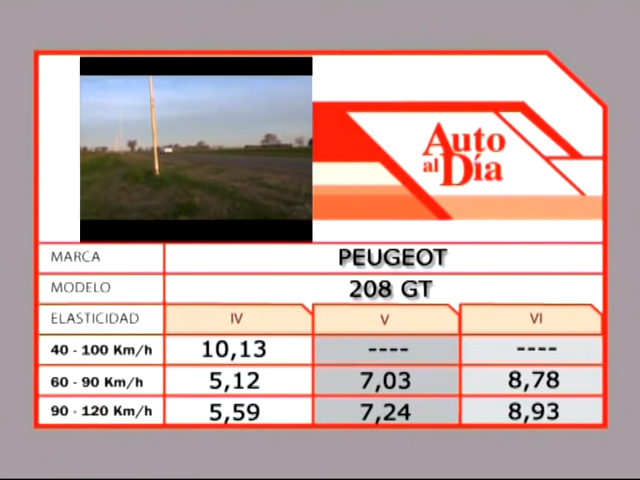 Auto
al Día
MARCA PEUGEOT
MODELO 208 GT
ELASTICIDAD IV V VI
40 - 100 Km/h 10,13 ---- ----
60 - 90 Km/h 5,12 7,03 8,78
90 - 120 Km/h 5,59 7,24 8,93